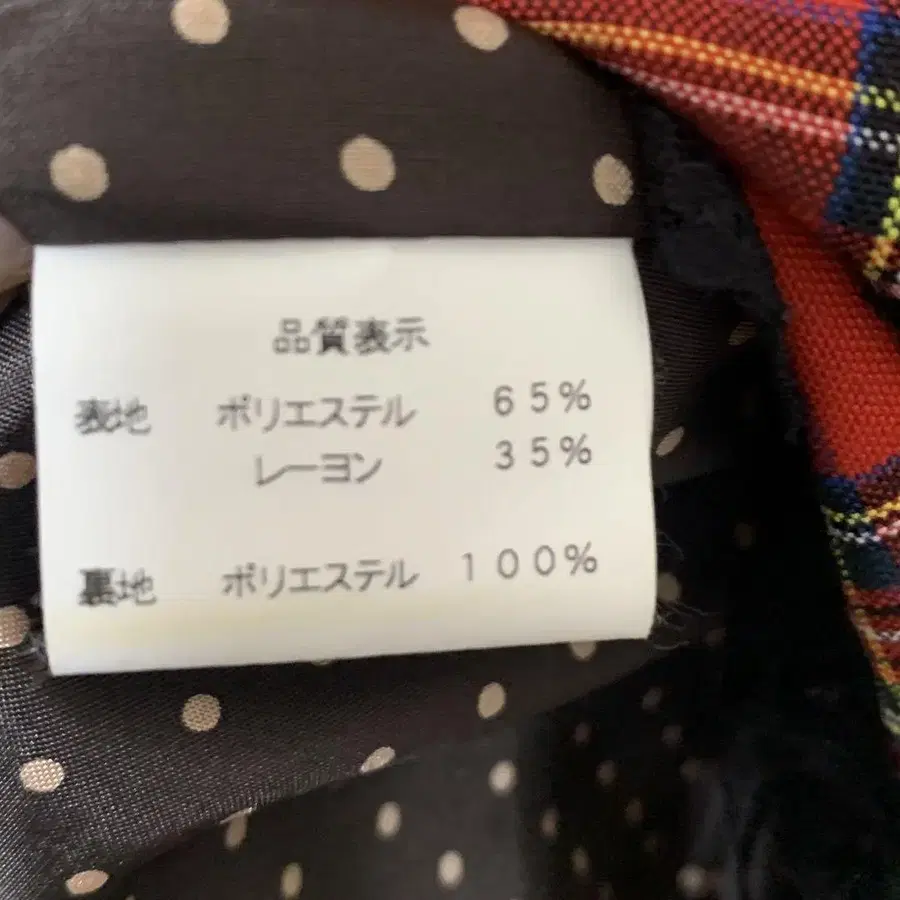 品質表示
表地 ポリエステル 65%
レーヨン 35%
裏地 ポリエステル 100%